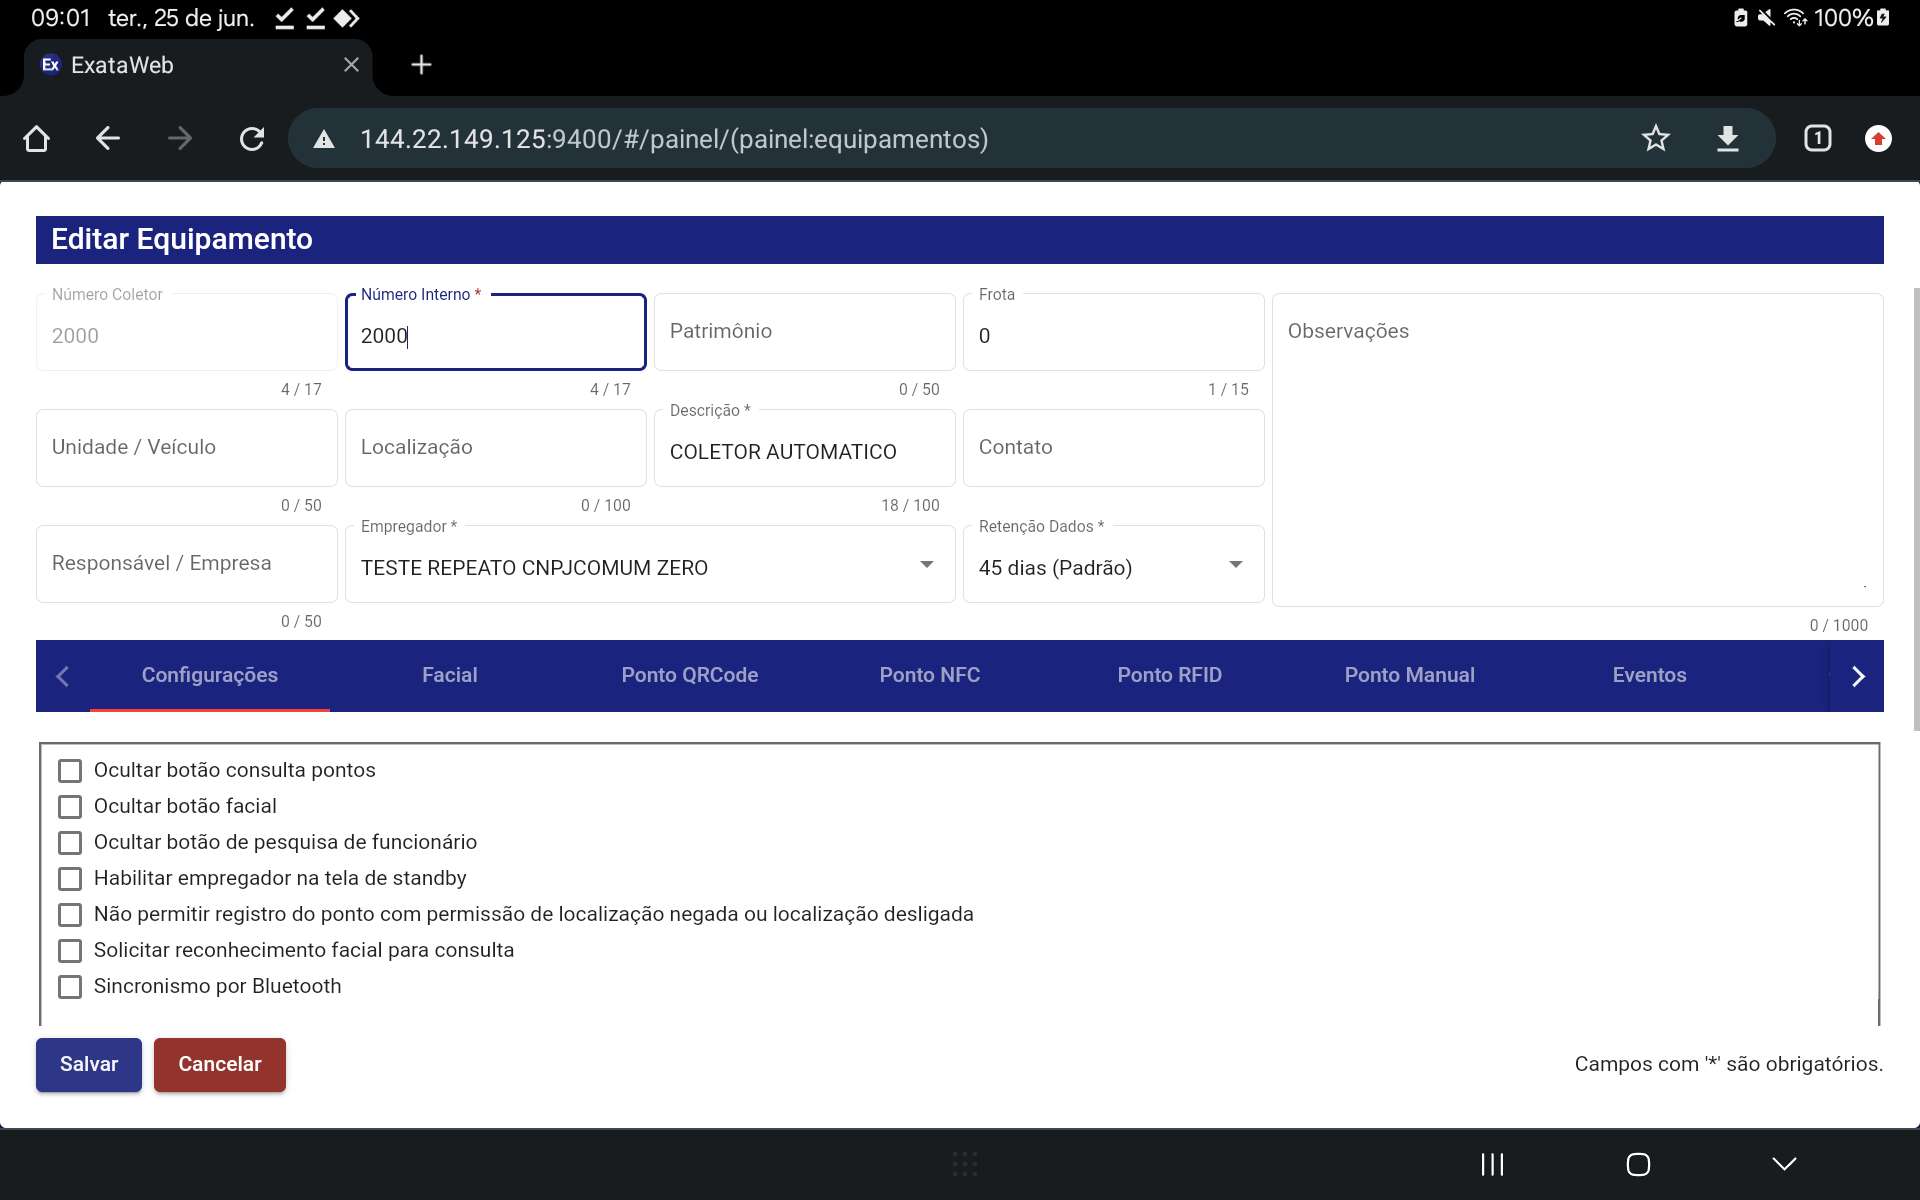 09:01 ter., 25 de jun.
100%
Ex ExataWeb
144.22.149.125:9400/#/painel/(painel:equipamentos)
1
Editar Equipamento
Número Coletor
2000
4 / 17
Número Interno *
2000
4 / 17
Patrimônio
0 / 50
Frota
0
1 / 15
Observações
0 / 1000
Unidade / Veículo
0 / 50
Localização
0 / 100
Descrição *
COLETOR AUTOMATICO
18 / 100
Contato
Responsável / Empresa
0 / 50
Empregador *
TESTE REPEATO CNPJCOMUM ZERO
Retenção Dados *
45 dias (Padrão)
Configurações
Facial
Ponto QRCode
Ponto NFC
Ponto RFID
Ponto Manual
Eventos
Ocultar botão consulta pontos
Ocultar botão facial
Ocultar botão de pesquisa de funcionário
Habilitar empregador na tela de standby
Não permitir registro do ponto com permissão de localização negada ou localização desligada
Solicitar reconhecimento facial para consulta
Sincronismo por Bluetooth
Salvar
Cancelar
Campos com '*' são obrigatórios.